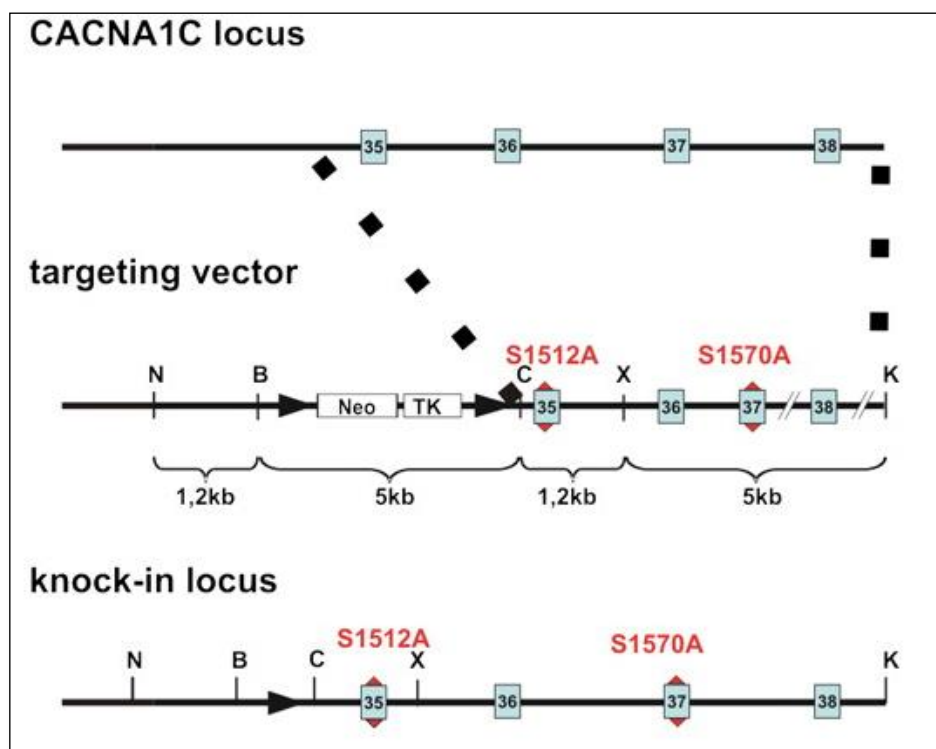 CACNA1C locus
35 36 37 38
targeting vector
S1512A S1570A
N B C X K
Neo TK 35 36 37 38
1,2kb 5kb 1,2kb 5kb
knock-in locus
S1512A S1570A
N B C X K
35 36 37 38